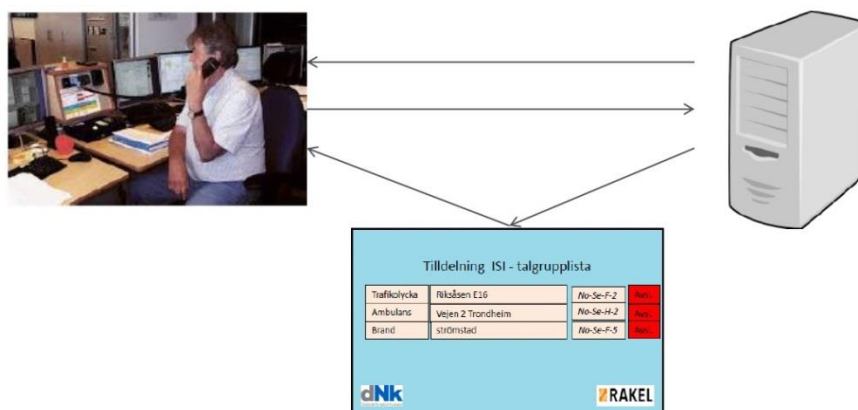 Tilldelning ISI - talgrupplista
Trafikolycka Riksåsen E16 No-Se-F-2
Ambulans Vejen 2 Trondheim No-Se-H-2
Brand strömstad No-Se-F-5
dNk RAKEL